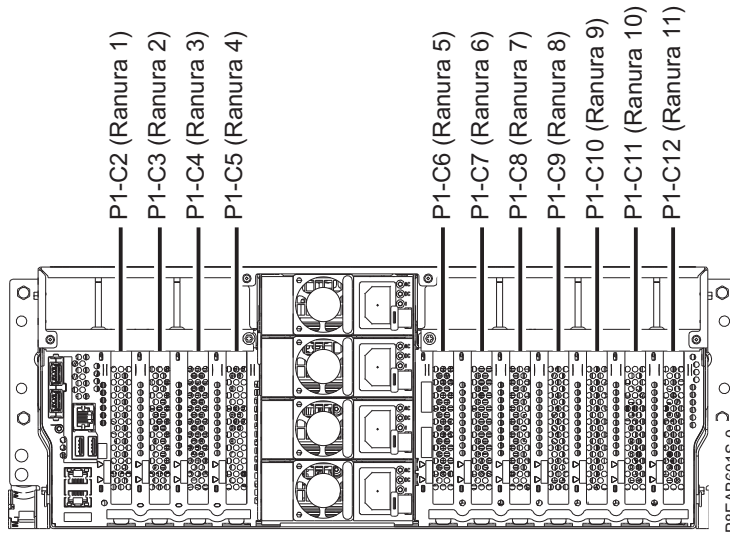 P1-C2 (Ranura 1)
P1-C3 (Ranura 2)
P1-C4 (Ranura 3)
P1-C5 (Ranura 4)
P1-C6 (Ranura 5)
P1-C7 (Ranura 6)
P1-C8 (Ranura 7)
P1-C9 (Ranura 8)
P1-C10 (Ranura 9)
P1-C11 (Ranura 10)
P1-C12 (Ranura 11)